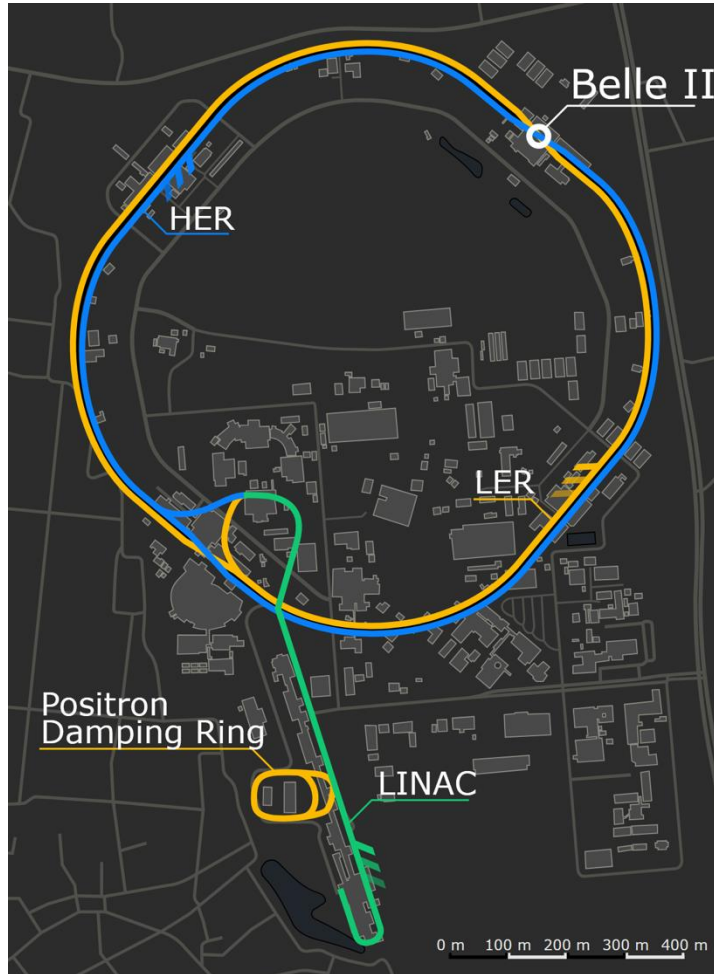 Belle II
HER
LER
Positron
Damping Ring
LINAC
0 m 100 m 200 m 300 m 400 m